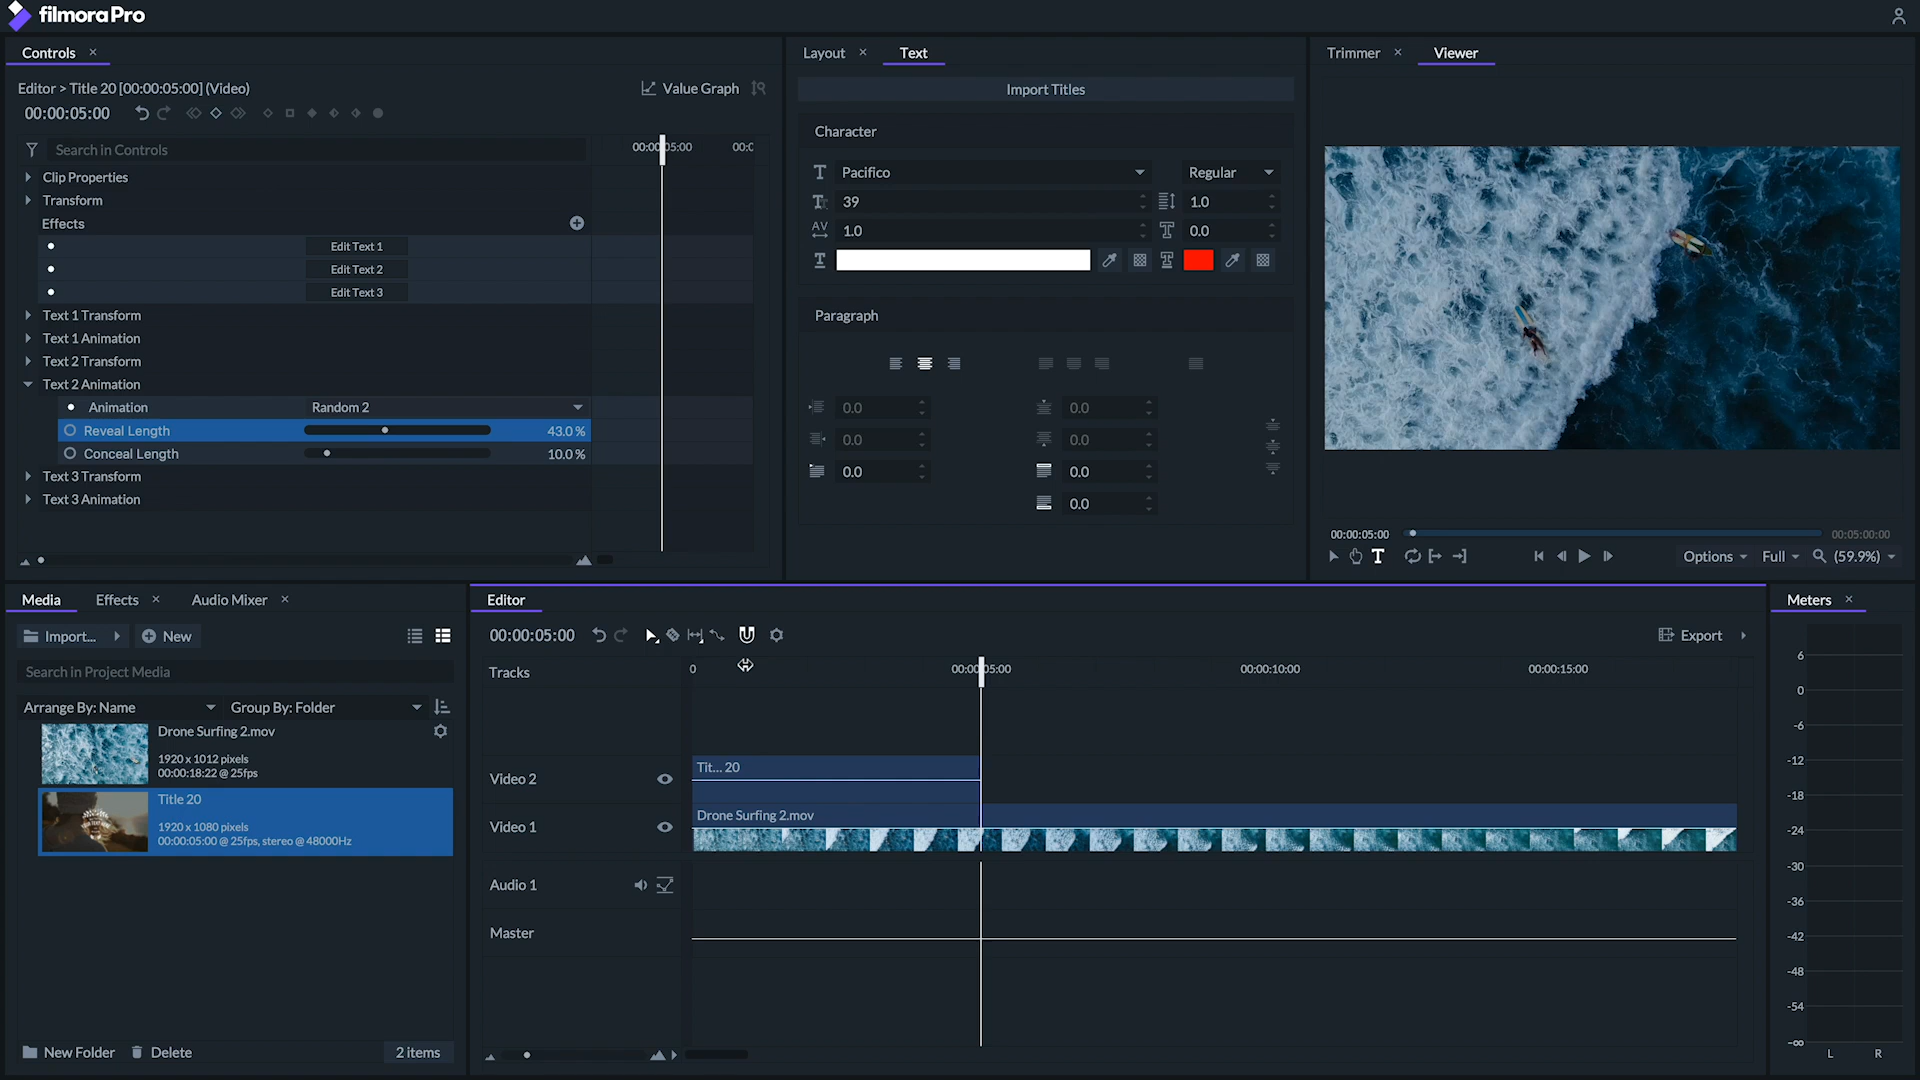 filmoraPro
Controls
Editor > Title 20 [00:00:05:00] (Video)
Value Graph
00:00:05:00
Search in Controls
00:00:05:00
Clip Properties
Transform
Effects
Edit Text 1
Edit Text 2
Edit Text 3
Text 1 Transform
Text 1 Animation
Text 2 Transform
Text 2 Animation
Animation Random 2
Reveal Length 43.0 %
Conceal Length 10.0 %
Text 3 Transform
Text 3 Animation
Layout Text
Import Titles
Character
Pacifico Regular
39 1.0
1.0 0.0
Paragraph
0.0 0.0
0.0 0.0
0.0 0.0
0.0
Trimmer Viewer
00:00:05:00 00:05:00:00
Options Full (59.9%)
Media Effects Audio Mixer
Import... New
Search in Project Media
Arrange By: Name Group By: Folder
Drone Surfing 2.mov
1920 x 1012 pixels
00:00:18:22 @ 25fps
Title 20
1920 x 1080 pixels
00:00:05:00 @ 25fps, stereo @ 48000Hz
New Folder Delete 2 items
Editor
00:00:05:00
Export
Tracks
0 00:00:05:00 00:00:10:00 00:00:15:00
Tit... 20
Video 2
Drone Surfing 2.mov
Video 1
Audio 1
Master
Meters
6
0
-6
-12
-18
-24
-30
-36
-42
-48
-54
-∞
L R